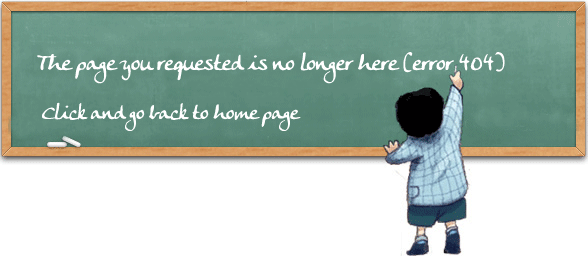 The page you requested is no longer here (error 404)
Click and go back to home page